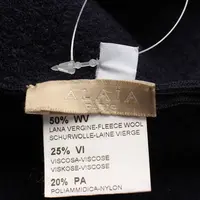 ALAÏA
50% WV
LANA VERGINE-FLEECE WOOL
SCHURWOLLE-LAINE VIERGE
25% VI
VISCOSA-VISCOSE
VISKOSE-VISCOSE
20% PA
POLIAMMIDICA-NYLON